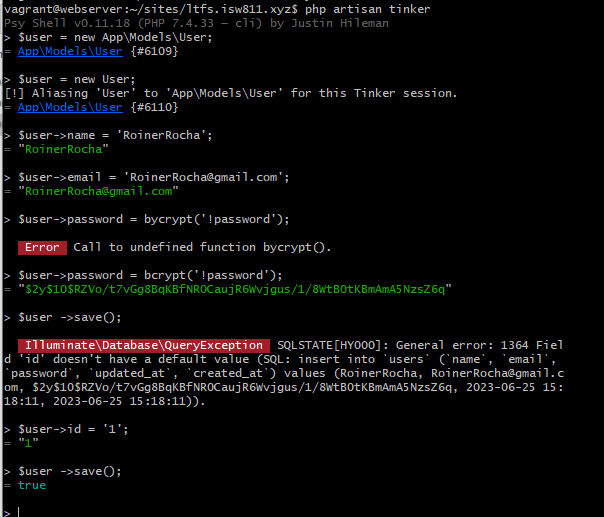 vagrant@webserver:~/sites/ltfs.isw811.xyz$ php artisan tinker
Psy Shell v0.11.18 (PHP 7.4.33 — cli) by Justin Hileman
> $user = new App\Models\User;
= App\Models\User {#6109}
> $user = new User;
[!] Aliasing 'User' to 'App\Models\User' for this Tinker session.
= App\Models\User {#6110}
> $user->name = 'RoinerRocha';
= "RoinerRocha"
> $user->email = 'RoinerRocha@gmail.com';
= "RoinerRocha@gmail.com"
> $user->password = bycrypt('!password');
Error Call to undefined function bycrypt().
> $user->password = bcrypt('!password');
= "$2y$10$RZVo/t7vGg8BqKBfNROCaujR6Wvjgus/1/8WtBOtKBmAmA5NzsZ6q"
> $user ->save();
Illuminate\Database\QueryException SQLSTATE[HY000]: General error: 1364 Fiel
d 'id' doesn't have a default value (SQL: insert into `users` (`name`, `email`,
`password`, `updated_at`, `created_at`) values (RoinerRocha, RoinerRocha@gmail.c
om, $2y$10$RZVo/t7vGg8BqKBfNROCaujR6Wvjgus/1/8WtBOtKBmAmA5NzsZ6q, 2023-06-25 15:
18:11, 2023-06-25 15:18:11)).
> $user->id = '1';
= "1"
> $user ->save();
= true
>